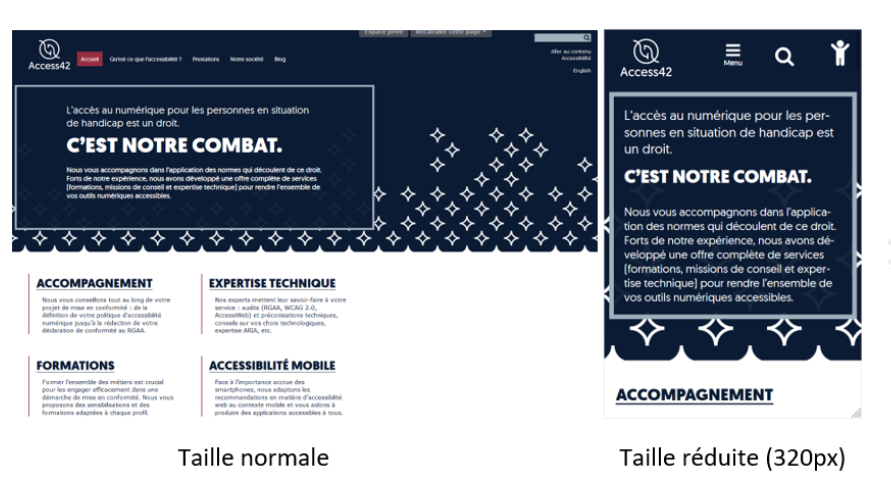 Espace privé Recalculer cette page *
Access42
Accueil Qu'est-ce que l'accessibilité ? Prestations Notre société Blog
Aller au contenu
Accessibilité
English
L'accès au numérique pour les personnes en situation
de handicap est un droit.
C'EST NOTRE COMBAT.
Nous vous accompagnons dans l'application des normes qui découlent de ce droit.
Forts de notre expérience, nous avons développé une offre complète de services
[formations, missions de conseil et expertise technique] pour rendre l'ensemble de
vos outils numériques accessibles.
ACCOMPAGNEMENT
Nous vous conseillons tout au long de votre
projet de mise en conformité : de la
définition de votre politique d'accessibilité
numérique jusqu'à la rédaction de votre
déclaration de conformité au RGAA.
EXPERTISE TECHNIQUE
Nos experts mettent leur savoir-faire à votre
service : audits (RGAA, WCAG 2.0,
AccessiWeb) et préconisations techniques,
conseils sur vos choix technologiques,
expertise ARIA, etc.
FORMATIONS
Former l'ensemble des métiers est crucial
pour les engager efficacement dans une
démarche de mise en conformité. Nous vous
proposons des sensibilisations et des
formations adaptées à chaque profil.
ACCESSIBILITÉ MOBILE
Face à l'importance accrue des
smartphones, nous adaptons les
recommandations en matière d'accessibilité
web au contexte mobile et vous aidons à
produire des applications accessibles à tous.
Taille normale
Access42
Menu
L'accès au numérique pour les per-
sonnes en situation de handicap est
un droit.
C'EST NOTRE COMBAT.
Nous vous accompagnons dans l'applica-
tion des normes qui découlent de ce droit.
Forts de notre expérience, nous avons dé-
veloppé une offre complète de services
[formations, missions de conseil et exper-
tise technique] pour rendre l'ensemble de
vos outils numériques accessibles.
ACCOMPAGNEMENT
Taille réduite (320px)